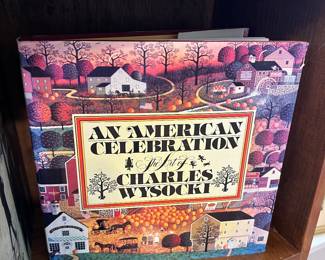 AN AMERICAN
CELEBRATION
The Art of
CHARLES
WYSOCKI